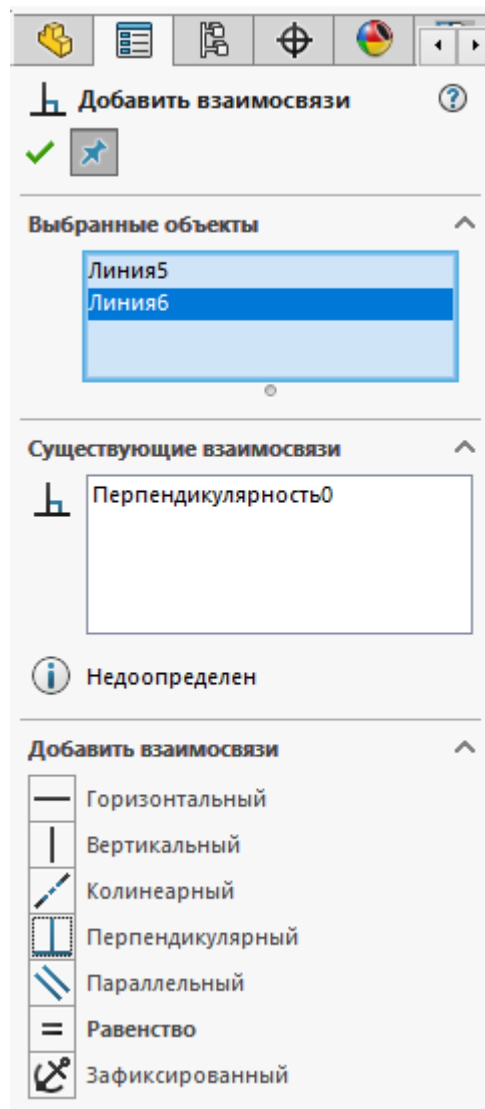 Добавить взаимосвязи
Выбранные объекты
Линия5
Линия6
Существующие взаимосвязи
Перпендикулярность0
Недоопределен
Добавить взаимосвязи
Горизонтальный
Вертикальный
Колинеарный
Перпендикулярный
Параллельный
Равенство
Зафиксированный